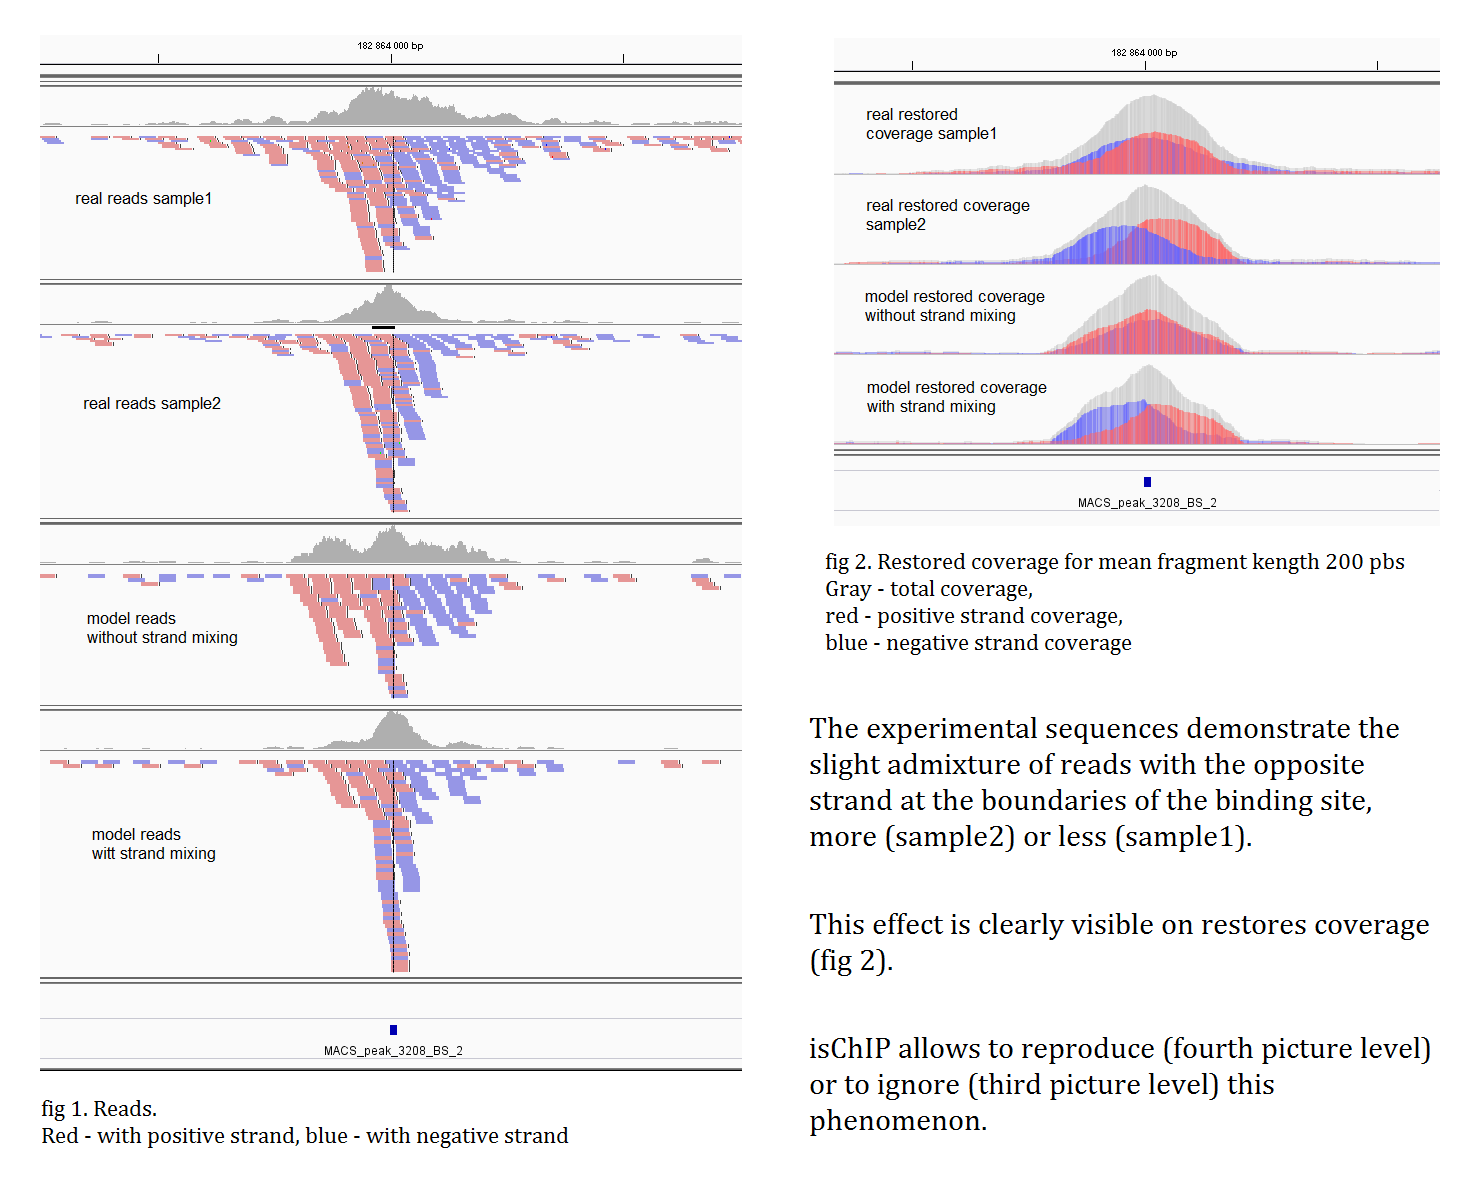 182 864 000 bp
real reads sample1
real reads sample2
model reads
without strand mixing
model reads
witt strand mixing
MACS_peak_3208_BS_2
fig 1. Reads.
Red - with positive strand, blue - with negative strand
182 864 000 bp
real restored
coverage sample1
real restored coverage
sample2
model restored coverage
without strand mixing
model restored coverage
with strand mixing
MACS_peak_3208_BS_2
fig 2. Restored coverage for mean fragment kength 200 pbs
Gray - total coverage,
red - positive strand coverage,
blue - negative strand coverage
The experimental sequences demonstrate the
slight admixture of reads with the opposite
strand at the boundaries of the binding site,
more (sample2) or less (sample1).
This effect is clearly visible on restores coverage
(fig 2).
isChIP allows to reproduce (fourth picture level)
or to ignore (third picture level) this
phenomenon.